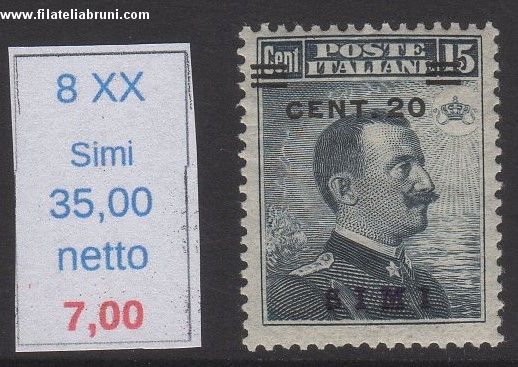 www.filateliabruni.com
8 XX
Simi
35,00
netto
7,00
Cent POSTE ITALIANE 15
CENT. 20
SIMI